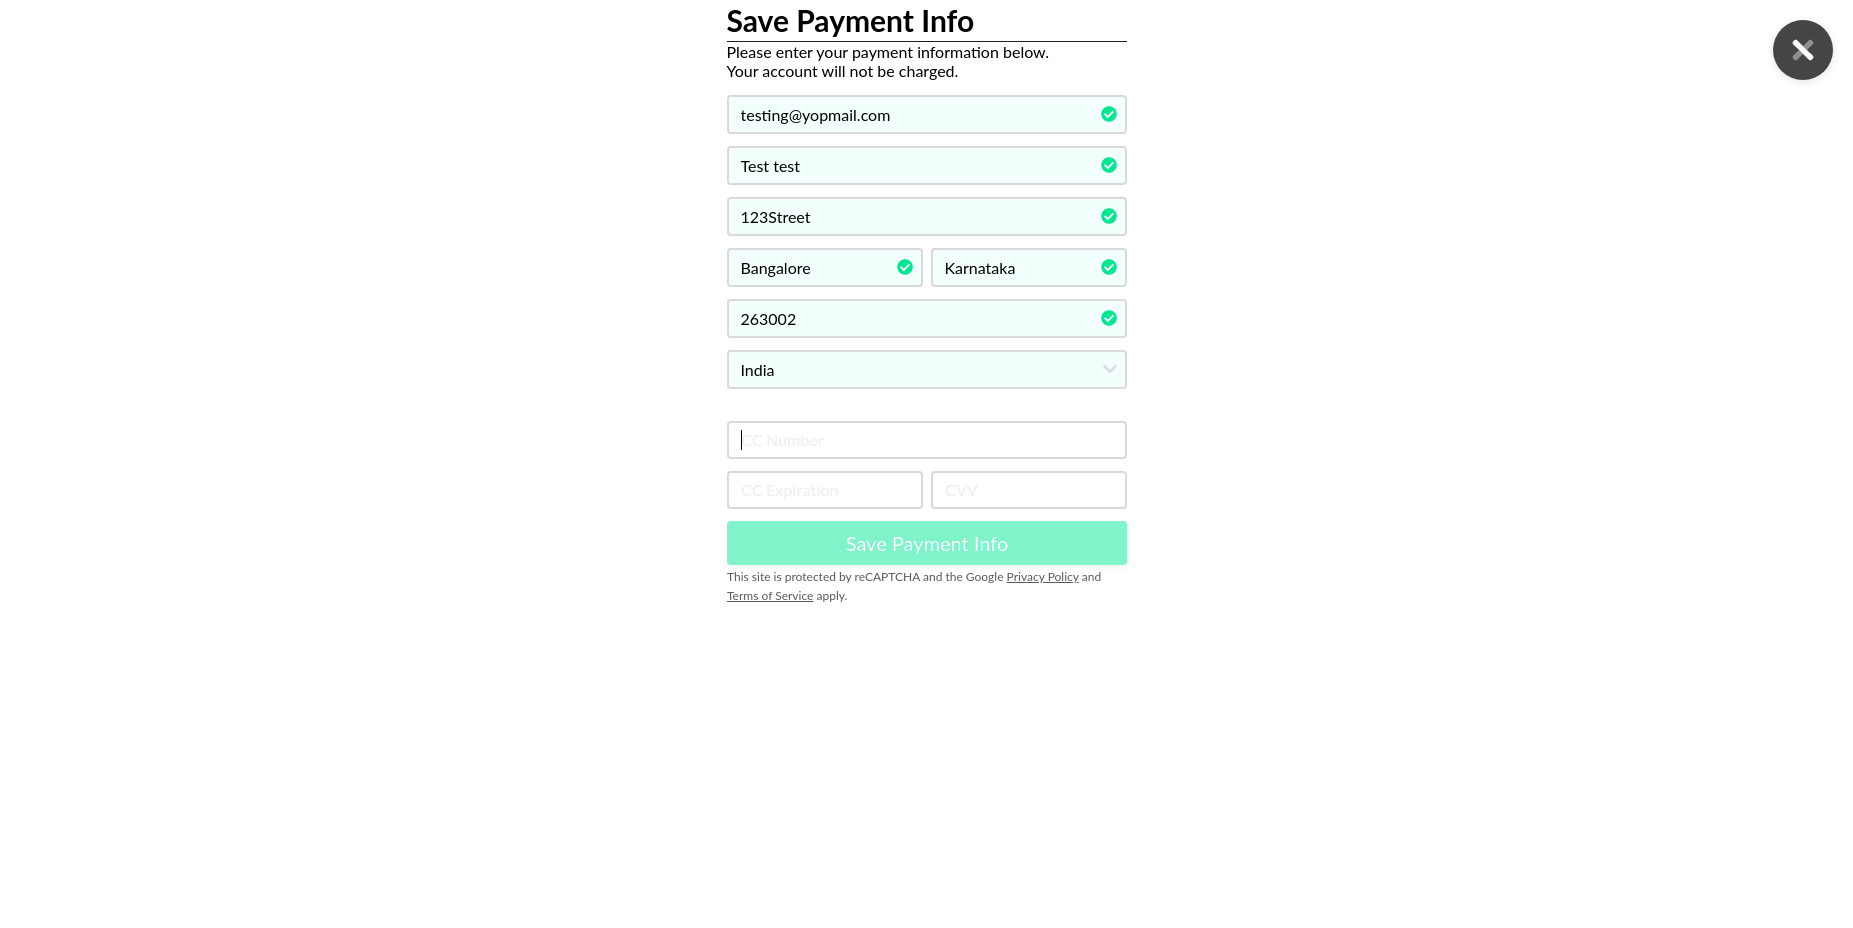 Save Payment Info
Please enter your payment information below.
Your account will not be charged.
testing@yopmail.com
Test test
123Street
Bangalore
Karnataka
263002
India
CC Number
CC Expiration
CVV
Save Payment Info
This site is protected by reCAPTCHA and the Google Privacy Policy and
Terms of Service apply.